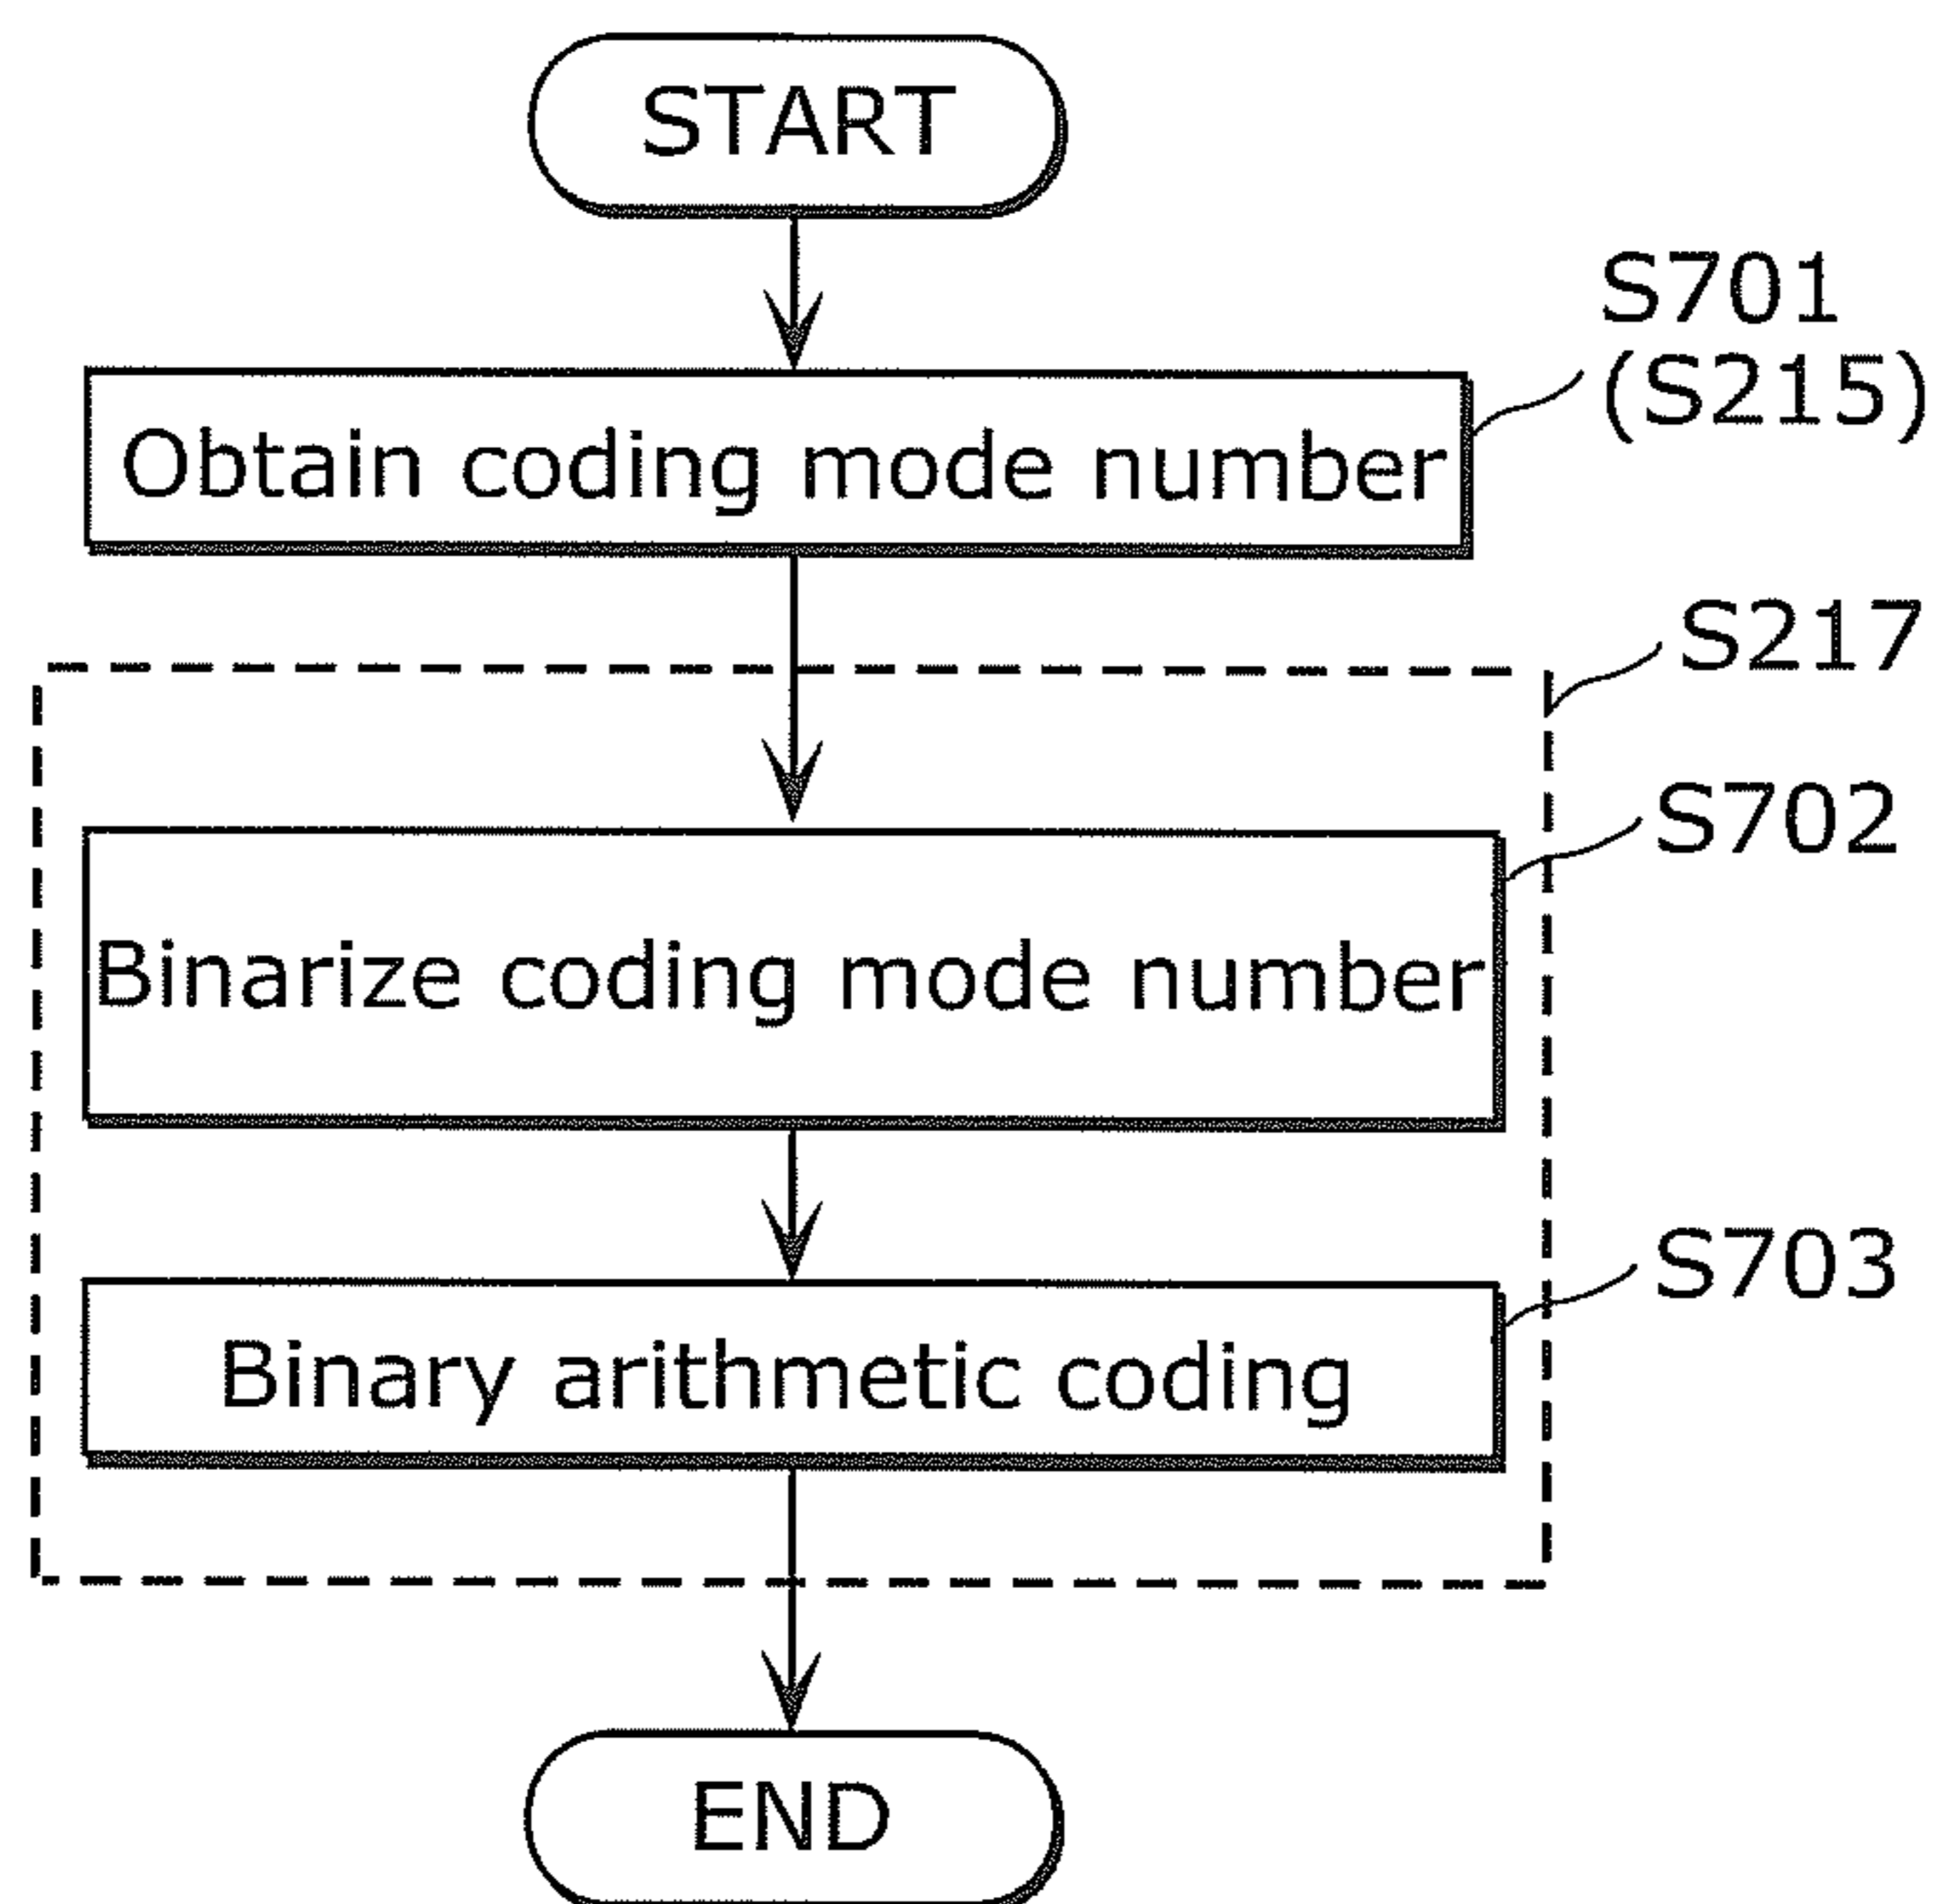 START
S701
(S215)
Obtain coding mode number
S217
S702
Binarize coding mode number
S703
Binary arithmetic coding
END